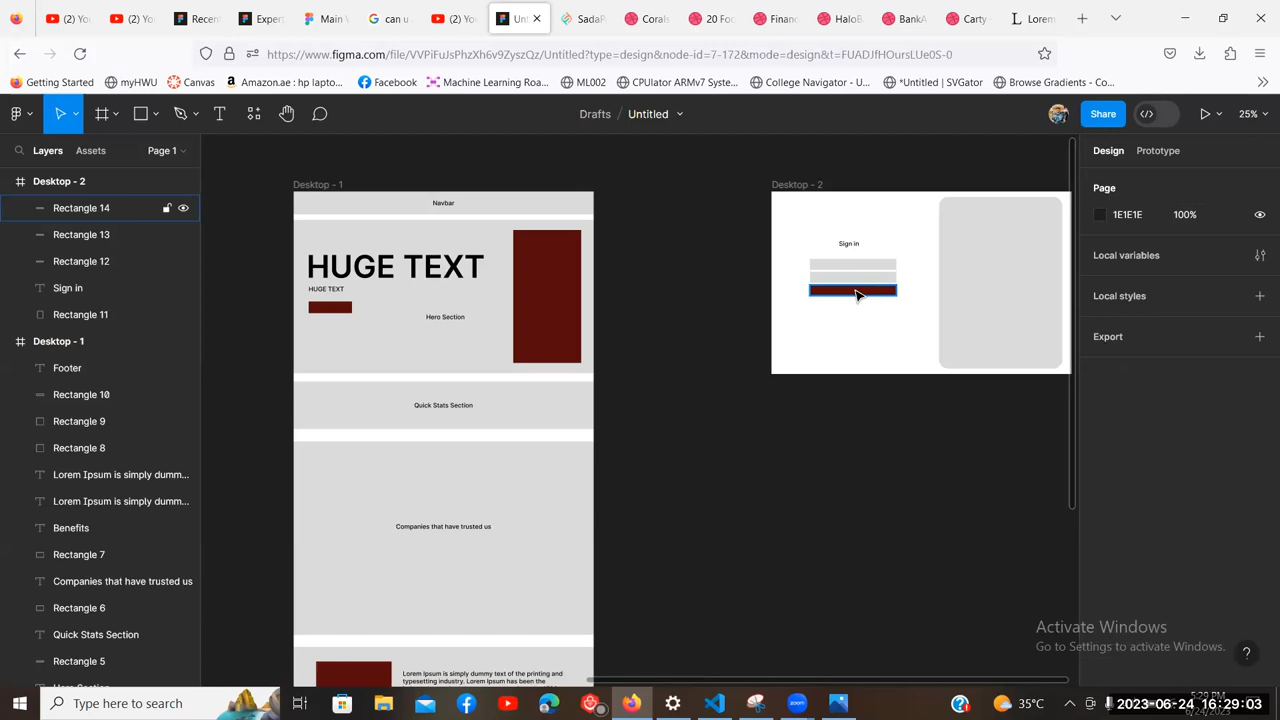 (2) Yo
Recent
Expert
Main \
can u
(2) Yo
Unt
SadaP
Corals
20 Foo
Financ
HaloBa
BankA
Carty
Lorem
https://www.figma.com/file/VVPiFuJsPhzXh6v9ZyszQz/Untitled?type=design&node-id=7-172&mode=design&t=FUADJfHOursLUe0S-0
Getting Started
myHWU
Canvas
Amazon.ae : hp laptop...
Facebook
Machine Learning Roa...
ML002
CPUlator ARMv7 Syste...
College Navigator - U...
*Untitled | SVGator
Browse Gradients - Co...
Drafts / Untitled
Share
25%
Layers
Assets
Page 1
Design
Prototype
Desktop - 2
Rectangle 14
Rectangle 13
Rectangle 12
Sign in
Rectangle 11
Desktop - 1
Footer
Rectangle 10
Rectangle 9
Rectangle 8
Lorem Ipsum is simply dumm...
Lorem Ipsum is simply dumm...
Benefits
Rectangle 7
Companies that have trusted us
Rectangle 6
Quick Stats Section
Rectangle 5
Desktop - 1
Navbar
HUGE TEXT
HUGE TEXT
Hero Section
Quick Stats Section
Companies that have trusted us
Lorem Ipsum is simply dummy text of the printing and
typesetting industry. Lorem Ipsum has been the
Desktop - 2
Sign in
Page
1E1E1E 100%
Local variables
Local styles
Export
Activate Windows
Go to Settings to activate Windows.
Type here to search
zoom
2023-06-24 16:29:03